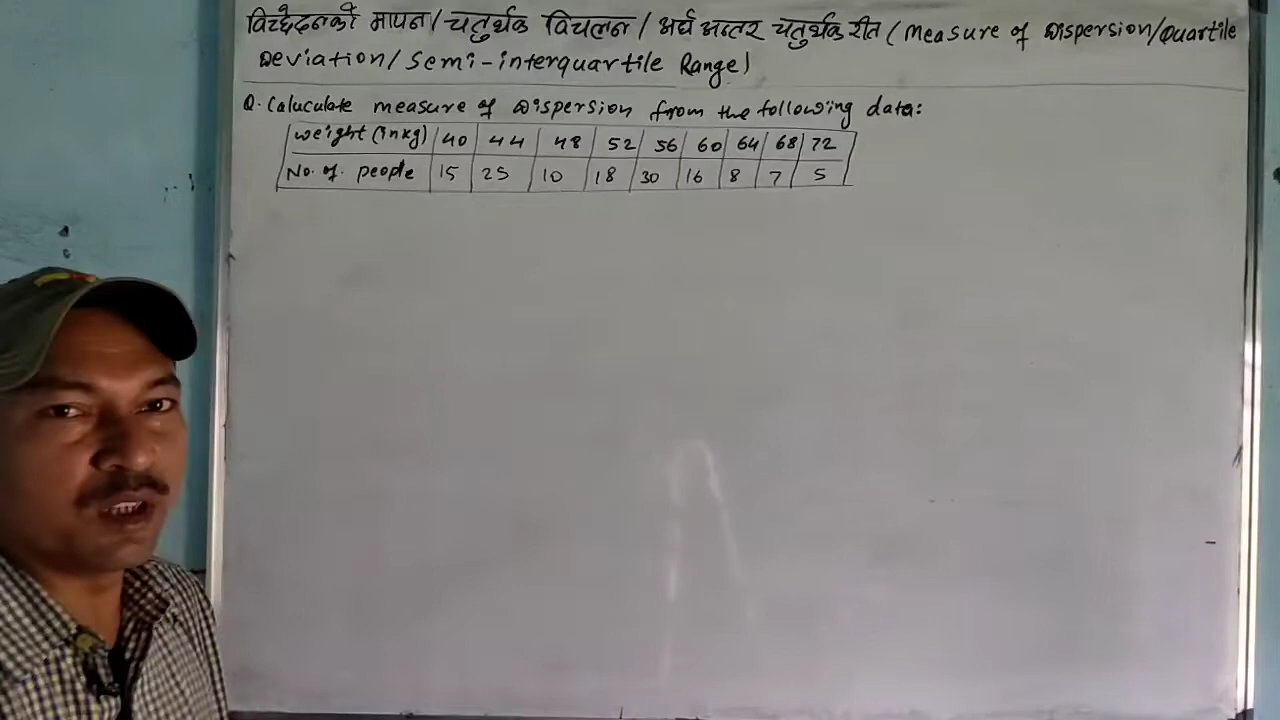 विच्छेदनको मापन/चतुर्थक विचलन/अर्ध अन्तर चतुर्थक रीत (Measure of Dispersion/Quartile
Deviation/Semi-interquartile Range)
Q. Caluculate measure of Dispersion from the following data:
weight (in kg) 40 44 48 52 56 60 64 68 72
No. of. people 15 25 10 18 30 16 8 7 5